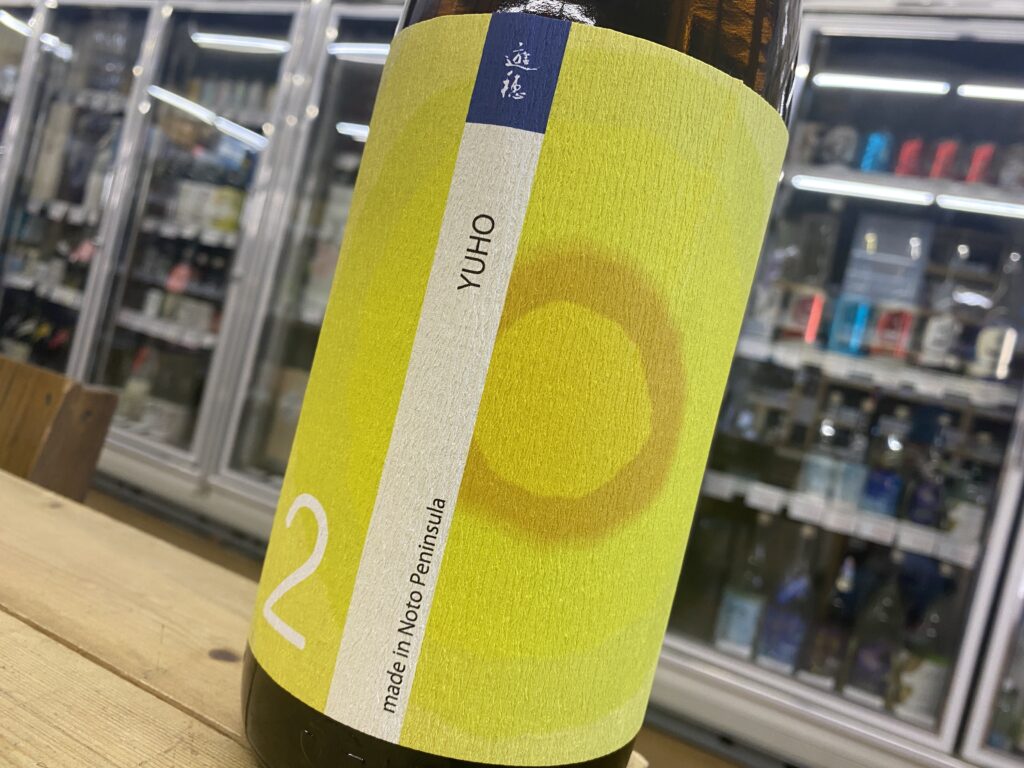 遊穂
YUHO
made in Noto Peninsula
2